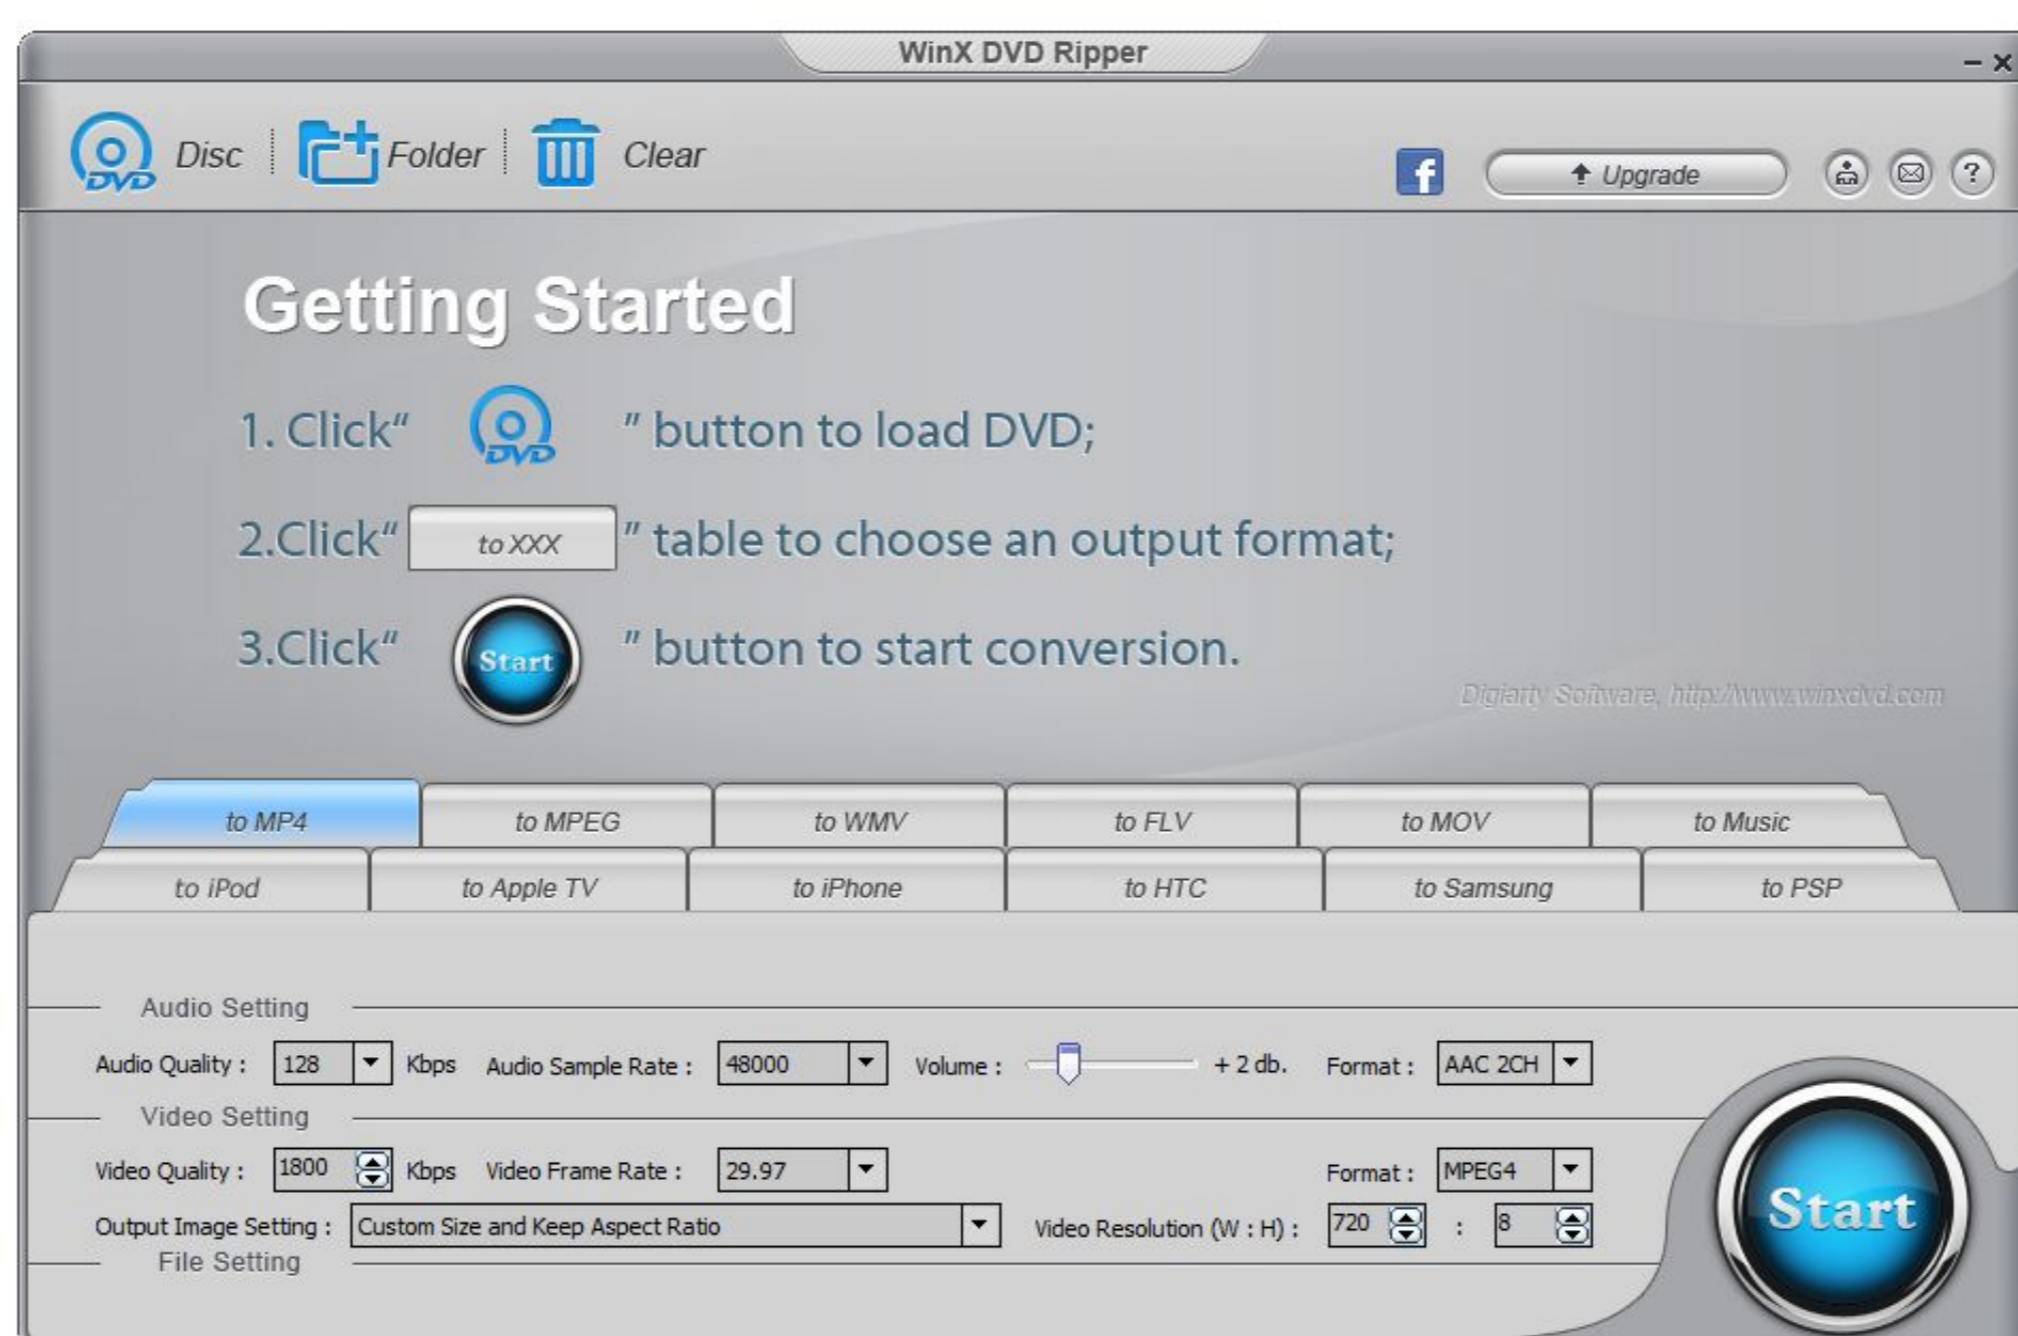 WinX DVD Ripper
DVD Disc Folder Clear f Upgrade ?
Getting Started
1. Click“ DVD ” button to load DVD;
2.Click“ to XXX ” table to choose an output format;
3.Click“ Start ” button to start conversion.
Digiarty Software, http://www.winxdvd.com
to MP4 to MPEG to WMV to FLV to MOV to Music
to iPod to Apple TV to iPhone to HTC to Samsung to PSP
Audio Setting
Audio Quality : 128 Kbps Audio Sample Rate : 48000 Volume : + 2 db. Format : AAC 2CH
Video Setting
Video Quality : 1800 Kbps Video Frame Rate : 29.97 Format : MPEG4
Output Image Setting : Custom Size and Keep Aspect Ratio Video Resolution (W : H) : 720 : 8
Start
File Setting